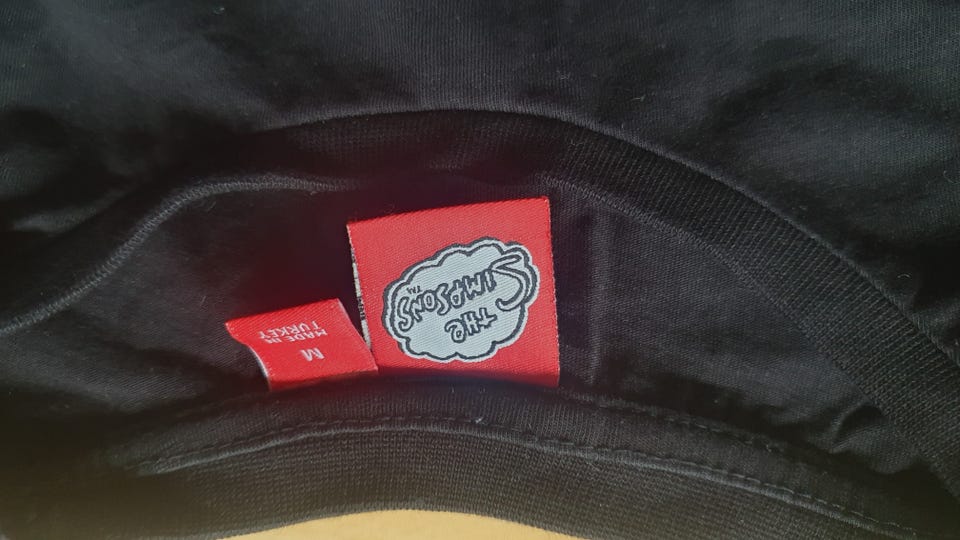 THE
SIMPSONS
TM
M
MADE IN
TURKEY